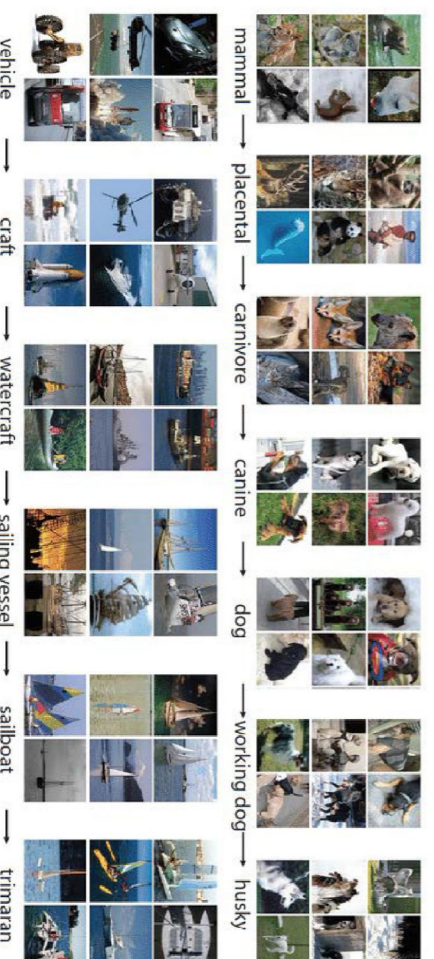 mammal → placental → carnivore → canine → dog → working dog → husky
vehicle → craft → watercraft → sailing vessel → sailboat → trimaran